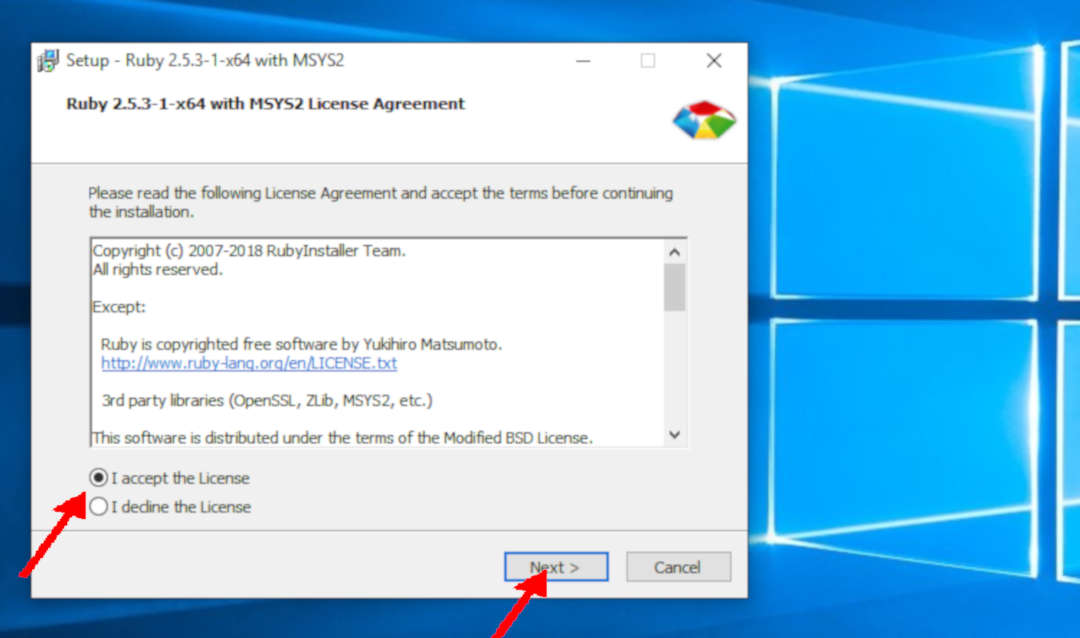 Setup - Ruby 2.5.3-1-x64 with MSYS2
Ruby 2.5.3-1-x64 with MSYS2 License Agreement
Please read the following License Agreement and accept the terms before continuing
the installation.
Copyright (c) 2007-2018 RubyInstaller Team.
All rights reserved.
Except:
Ruby is copyrighted free software by Yukihiro Matsumoto.
http://www.ruby-lang.org/en/LICENSE.txt
3rd party libraries (OpenSSL, ZLib, MSYS2, etc.)
This software is distributed under the terms of the Modified BSD License.
I accept the License
I decline the License
Next >
Cancel